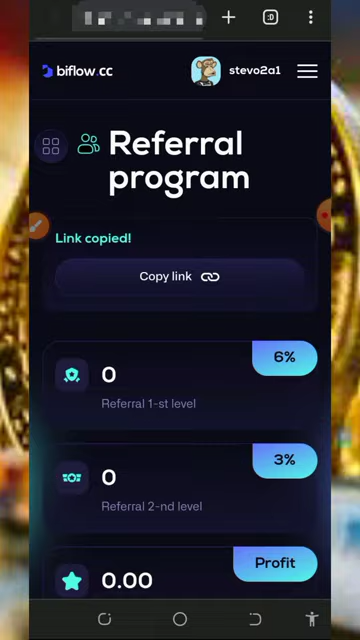 :D
biflow.cc
stevo2a1
Referral
program
Link copied!
Copy link
6%
0
Referral 1-st level
3%
0
Referral 2-nd level
Profit
0.00